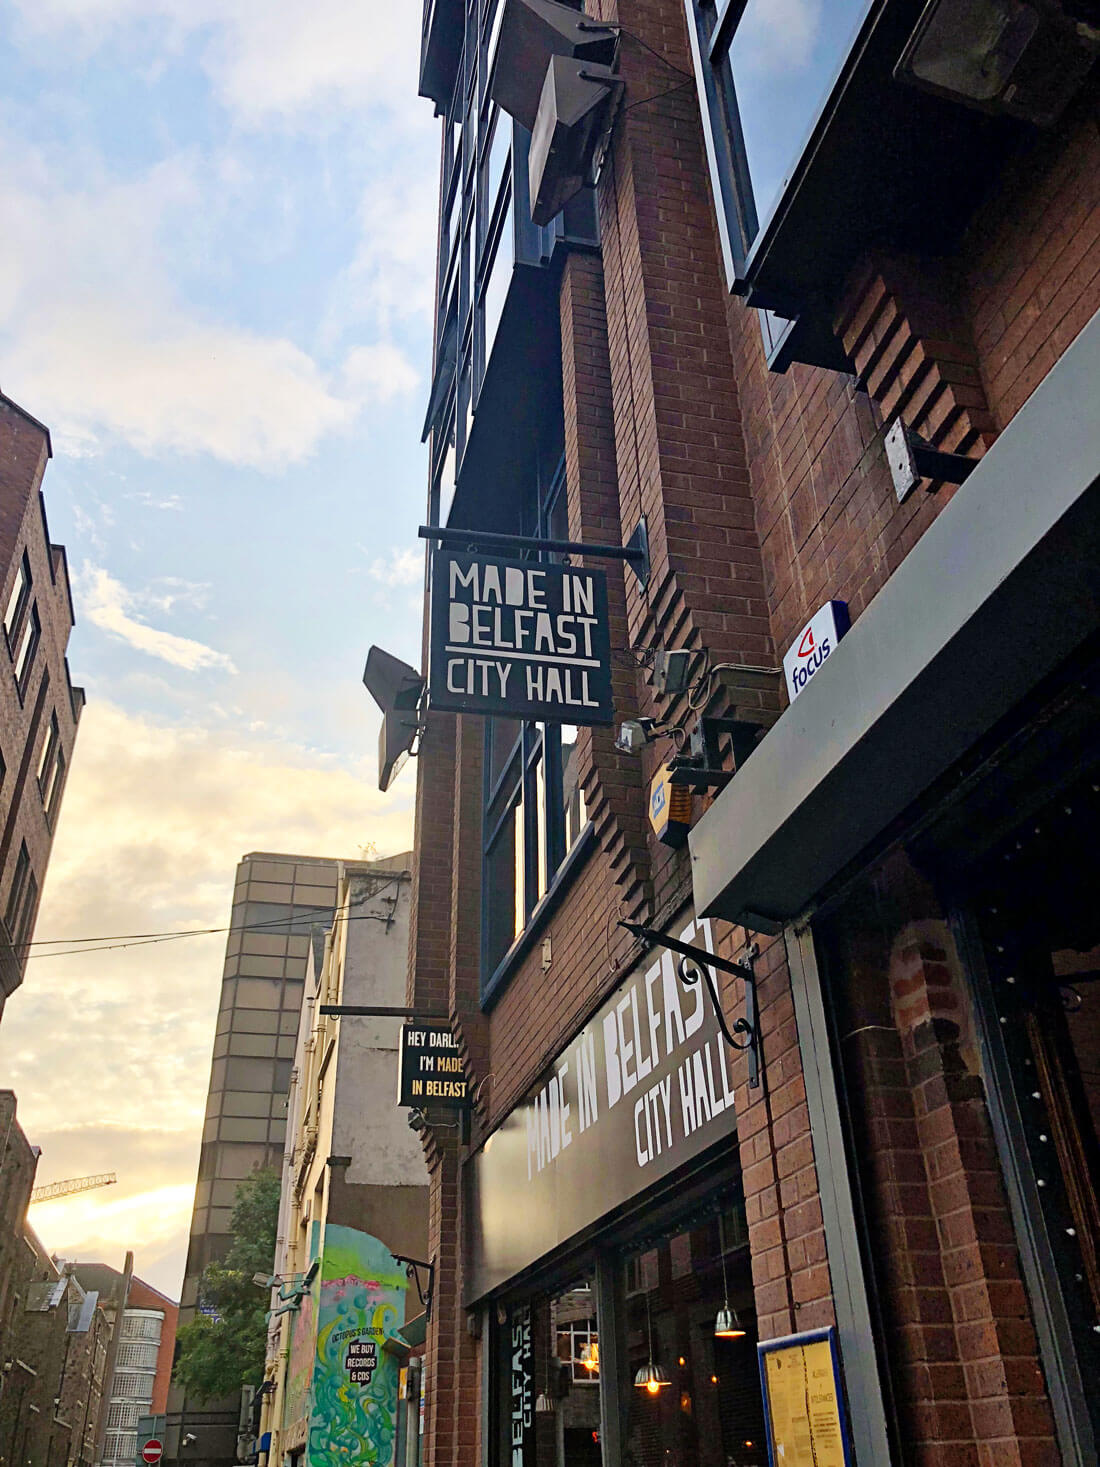 MADE IN
BELFAST
CITY HALL
focus
HEY DARL..
I'M MADE
IN BELFAST
MADE IN BELFAST
CITY HALL
OCTOPUS'S GARDEN
WE BUY
RECORDS
& CDS
BELFAST
CITY HALL